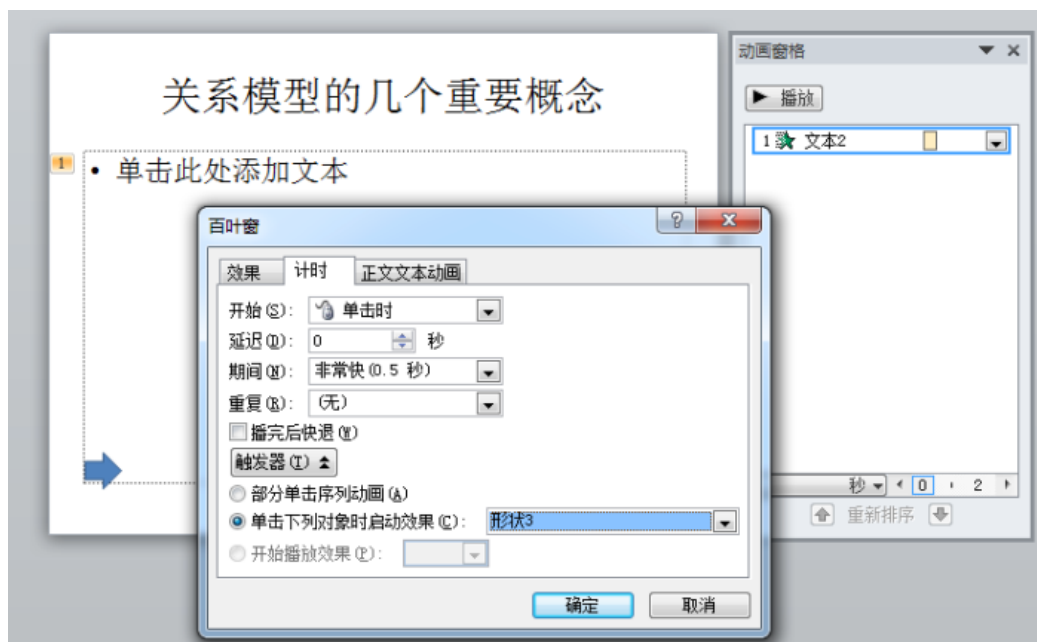 关系模型的几个重要概念
1
• 单击此处添加文本
动画窗格
播放
1 文本2
百叶窗
效果 计时 正文文本动画
开始(S): 单击时
延迟(D): 0 秒
期间(N): 非常快(0.5 秒)
重复(R): (无)
播完后快退(W)
触发器(T)
部分单击序列动画(A)
单击下列对象时启动效果(C): 形状3
开始播放效果(P):
确定 取消
秒 0 2
重新排序